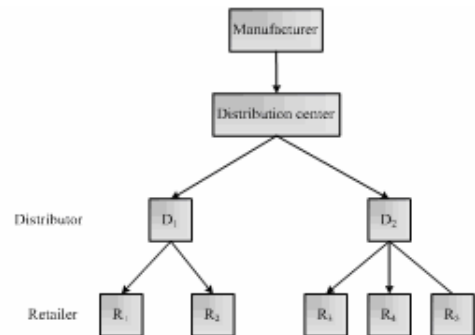 Manufacturer
Distribution center
Distributor D₁ D₂
Retailer R₁ R₂ R₃ R₄ R₅